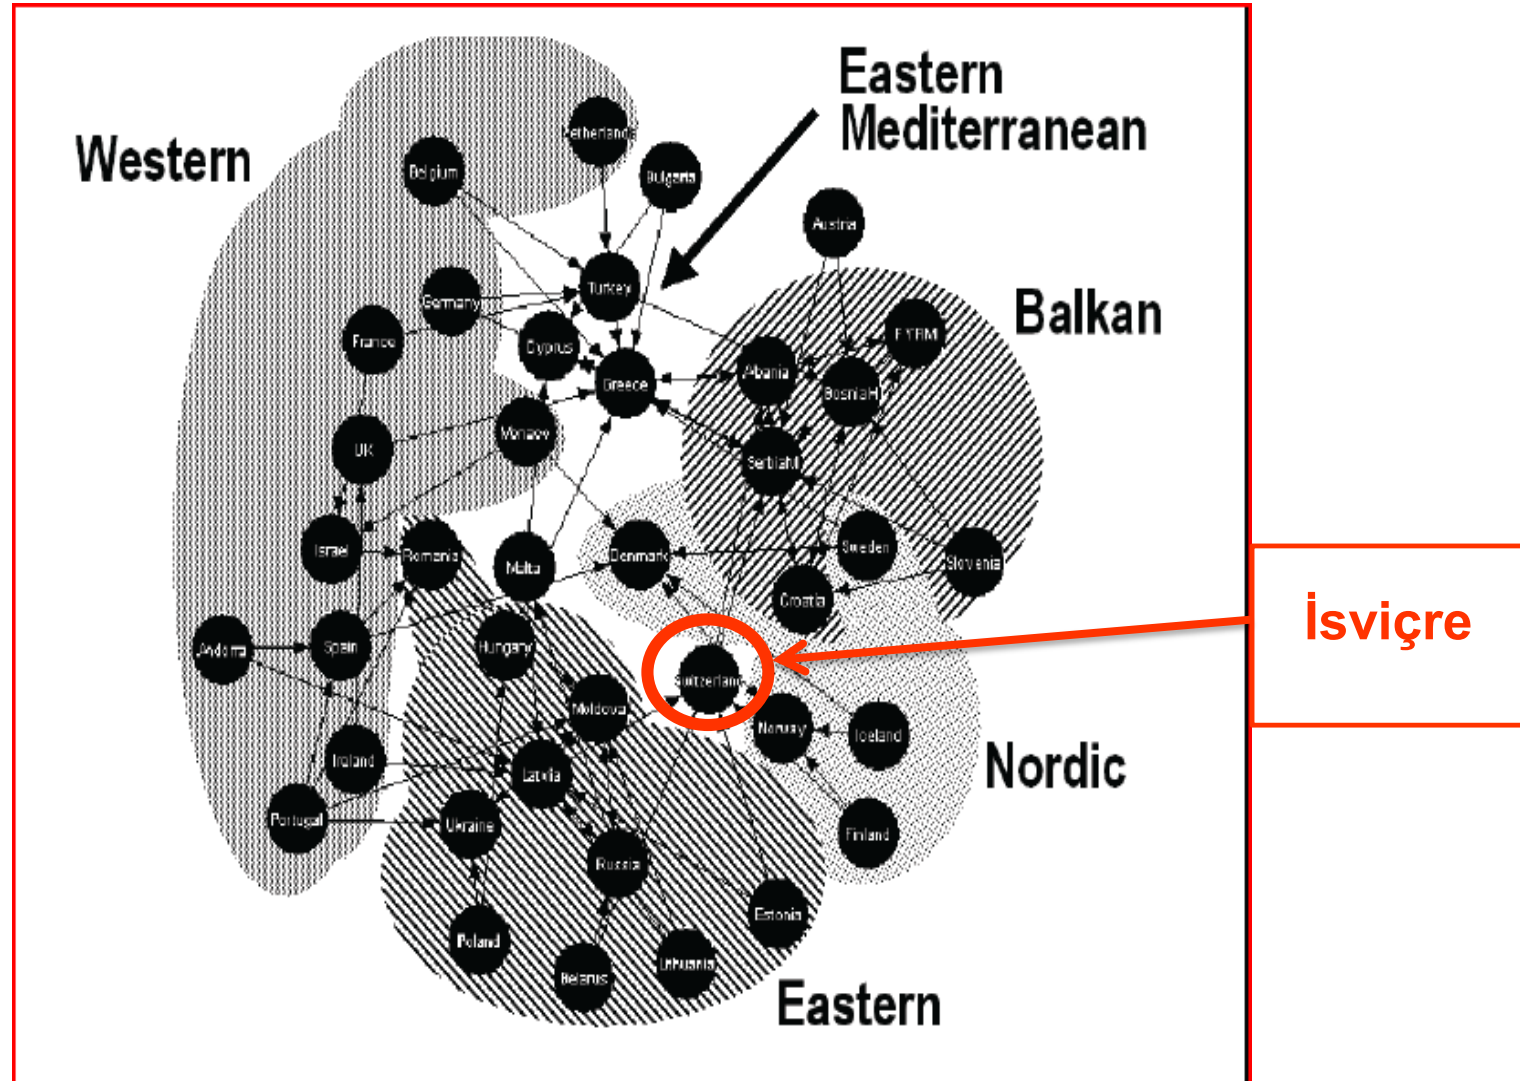 Eastern
Mediterranean
Western
etherland
Belgium
Bulgaria
Austria
Turkey
Germany
Balkan
France
Cyprus
FYRM
Albania
Greece
BosniaH
Monaco
UK
SerbiaM
Israel
Romania
Malta
Denmark
Sweden
Slovenia
Croatia
İsviçre
Andorra
Spain
Hungary
witzerland
Moldova
Norway
Iceland
Ireland
Latvia
Nordic
Portugal
Ukraine
Finland
Russia
Estonia
Poland
Belarus
Lithuania
Eastern